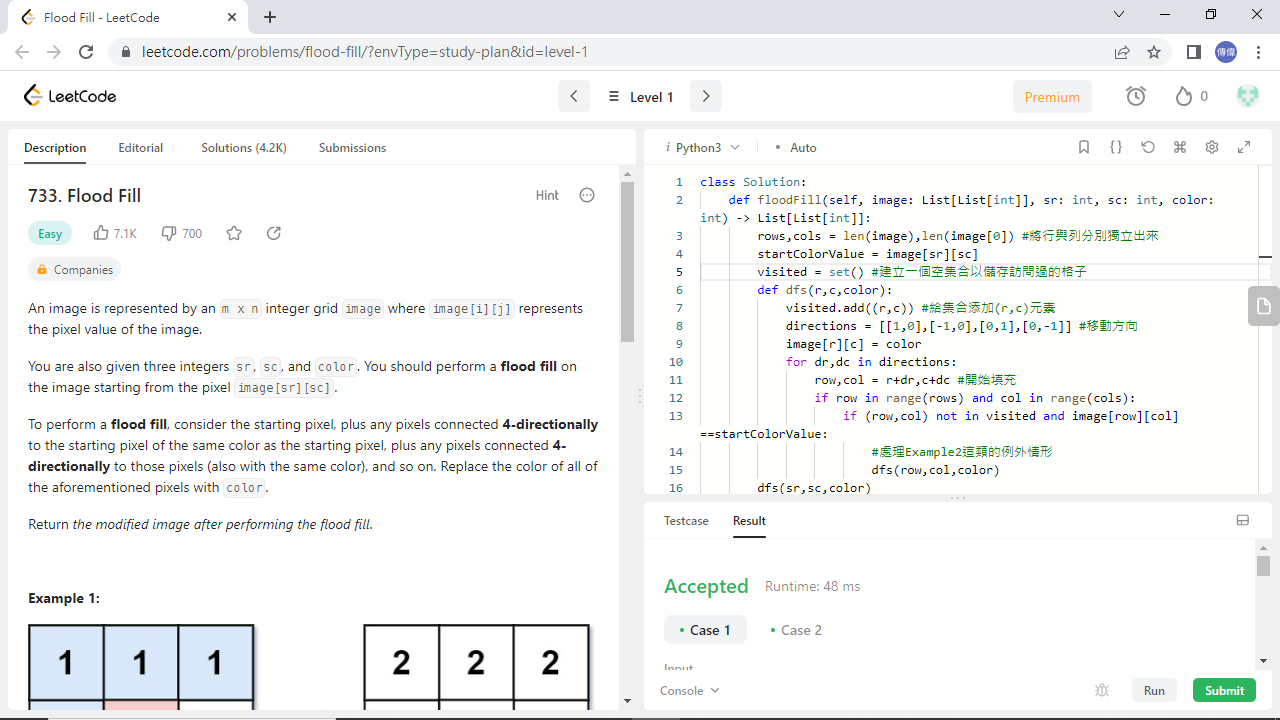 Flood Fill - LeetCode
leetcode.com/problems/flood-fill/?envType=study-plan&id=level-1
傳偉
LeetCode
Level 1
Premium
0
Description Editorial Solutions (4.2K) Submissions
733. Flood Fill
Hint
Easy 7.1K 700
Companies
An image is represented by an m x n integer grid image where image[i][j] represents
the pixel value of the image.
You are also given three integers sr, sc, and color. You should perform a flood fill on
the image starting from the pixel image[sr][sc].
To perform a flood fill, consider the starting pixel, plus any pixels connected 4-directionally
to the starting pixel of the same color as the starting pixel, plus any pixels connected 4-
directionally to those pixels (also with the same color), and so on. Replace the color of all of
the aforementioned pixels with color.
Return the modified image after performing the flood fill.
Example 1:
1 1 1
2 2 2
i Python3 • Auto
1 class Solution:
2 def floodFill(self, image: List[List[int]], sr: int, sc: int, color:
int) -> List[List[int]]:
3 rows,cols = len(image),len(image[0]) #將行與列分別獨立出來
4 startColorValue = image[sr][sc]
5 visited = set() #建立一個空集合以儲存訪問過的格子
6 def dfs(r,c,color):
7 visited.add((r,c)) #給集合添加(r,c)元素
8 directions = [[1,0],[-1,0],[0,1],[0,-1]] #移動方向
9 image[r][c] = color
10 for dr,dc in directions:
11 row,col = r+dr,c+dc #開始填充
12 if row in range(rows) and col in range(cols):
13 if (row,col) not in visited and image[row][col]
==startColorValue:
14 #處理Example2這類的例外情形
15 dfs(row,col,color)
16 dfs(sr,sc,color)
Testcase Result
Accepted Runtime: 48 ms
• Case 1 • Case 2
Input
Console
Run Submit